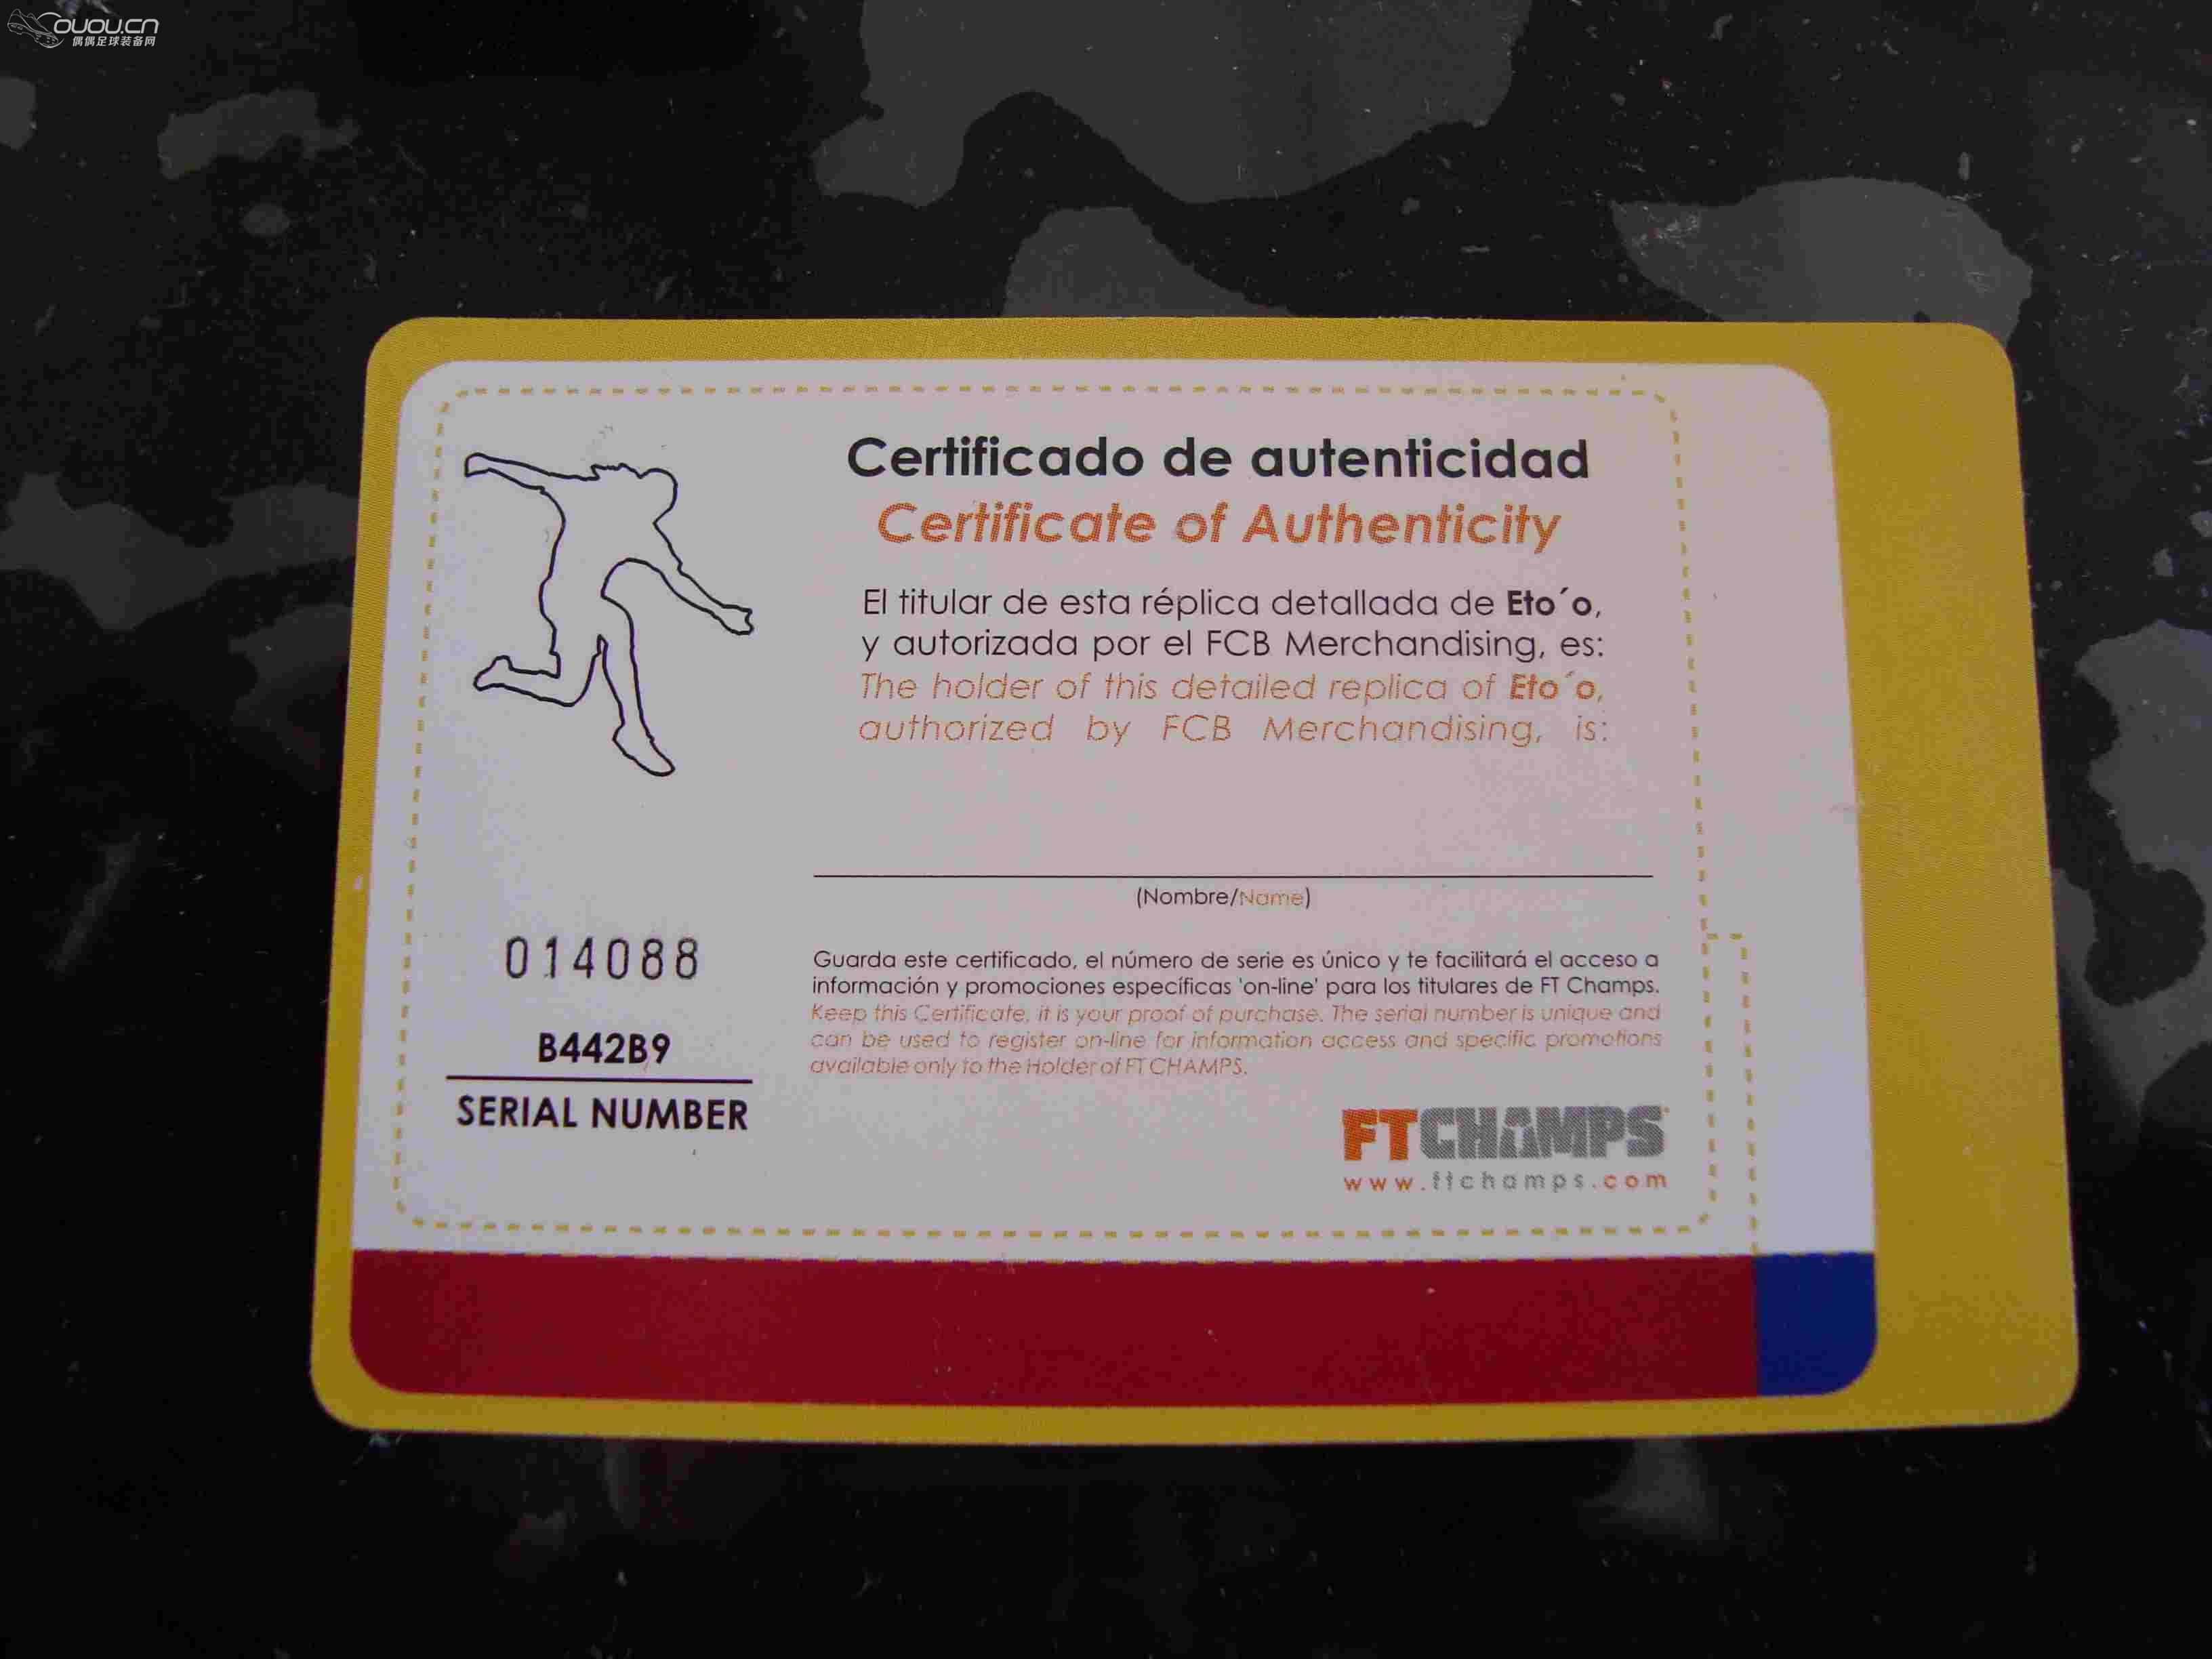 OUOU.CN
偶偶足球装备网
Certificado de autenticidad
Certificate of Authenticity
El titular de esta réplica detallada de Eto´o,
y autorizada por el FCB Merchandising, es:
The holder of this detailed replica of Eto´o,
authorized by FCB Merchandising, is:
(Nombre/Name)
014088
B442B9
SERIAL NUMBER
Guarda este certificado, el número de serie es único y te facilitará el acceso a
información y promociones específicas 'on-line' para los titulares de FT Champs.
Keep this Certificate, it is your proof of purchase. The serial number is unique and
can be used to register on-line for information access and specific promotions
available only to the Holder of FT CHAMPS.
FTCHAMPS
www.ftchamps.com